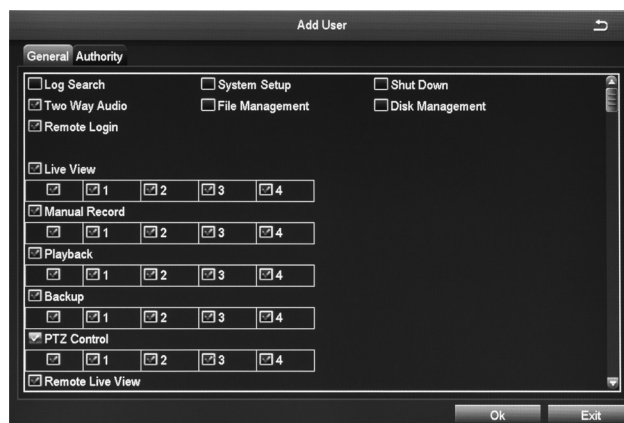 Add User
General Authority
Log Search System Setup Shut Down
Two Way Audio File Management Disk Management
Remote Login
Live View
1 2 3 4
Manual Record
1 2 3 4
Playback
1 2 3 4
Backup
1 2 3 4
PTZ Control
1 2 3 4
Remote Live View
Ok Exit